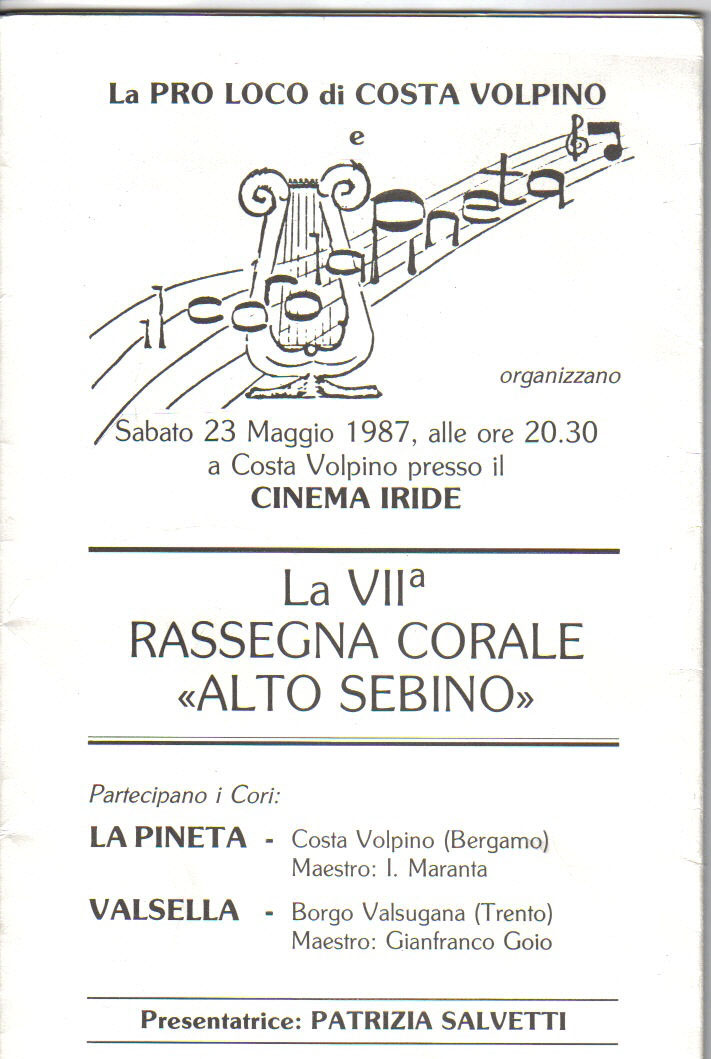 La PRO LOCO di COSTA VOLPINO
e
il coro la Pineta
organizzano
Sabato 23 Maggio 1987, alle ore 20.30
a Costa Volpino presso il
CINEMA IRIDE
La VIIª
RASSEGNA CORALE
«ALTO SEBINO»
Partecipano i Cori:
LA PINETA - Costa Volpino (Bergamo)
Maestro: I. Maranta
VALSELLA - Borgo Valsugana (Trento)
Maestro: Gianfranco Goio
Presentatrice: PATRIZIA SALVETTI